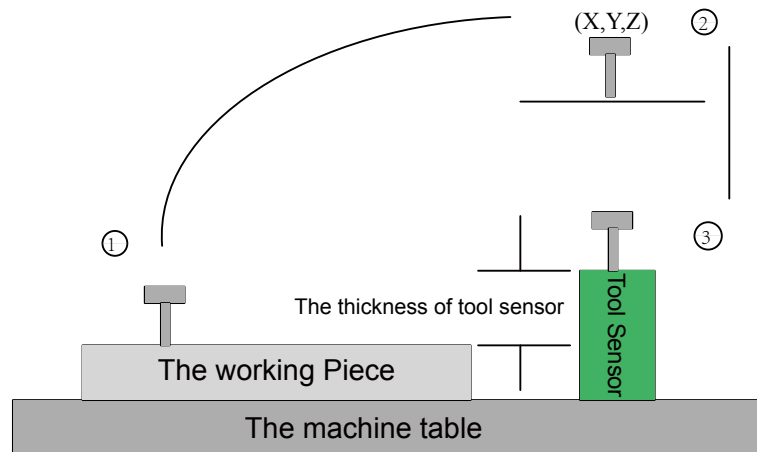 (X,Y,Z)
②
①
③
The thickness of tool sensor
Tool Sensor
The working Piece
The machine table